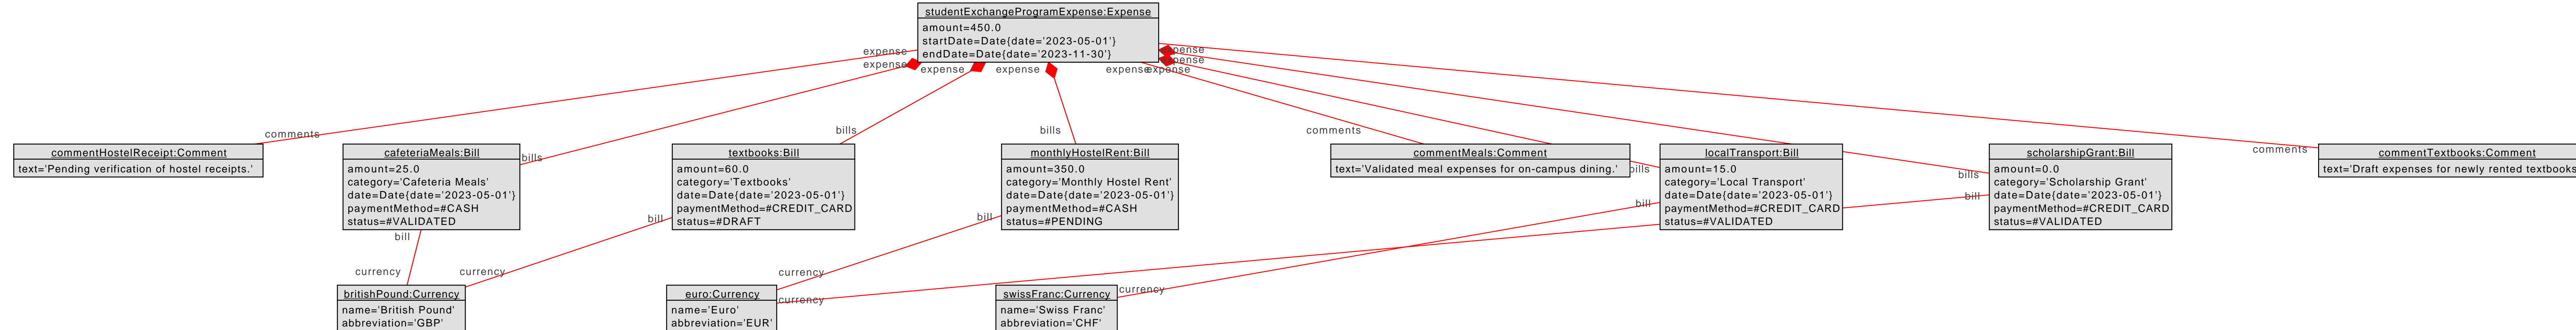 studentExchangeProgramExpense:Expense
amount=450.0
startDate=Date{date='2023-05-01'}
endDate=Date{date='2023-11-30'}
expense
expense
expense
expense
expense
expense
expense
expense
comments
bills
bills
bills
comments
bills
bills
comments
commentHostelReceipt:Comment
text='Pending verification of hostel receipts.'
cafeteriaMeals:Bill
amount=25.0
category='Cafeteria Meals'
date=Date{date='2023-05-01'}
paymentMethod=#CASH
status=#VALIDATED
textbooks:Bill
amount=60.0
category='Textbooks'
date=Date{date='2023-05-01'}
paymentMethod=#CREDIT_CARD
status=#DRAFT
monthlyHostelRent:Bill
amount=350.0
category='Monthly Hostel Rent'
date=Date{date='2023-05-01'}
paymentMethod=#CASH
status=#PENDING
commentMeals:Comment
text='Validated meal expenses for on-campus dining.'
localTransport:Bill
amount=15.0
category='Local Transport'
date=Date{date='2023-05-01'}
paymentMethod=#CREDIT_CARD
status=#VALIDATED
scholarshipGrant:Bill
amount=0.0
category='Scholarship Grant'
date=Date{date='2023-05-01'}
paymentMethod=#CREDIT_CARD
status=#VALIDATED
commentTextbooks:Comment
text='Draft expenses for newly rented textbooks
bill
bill
bill
bill
bill
currency
currency
currency
currency
currency
britishPound:Currency
name='British Pound'
abbreviation='GBP'
euro:Currency
name='Euro'
abbreviation='EUR'
swissFranc:Currency
name='Swiss Franc'
abbreviation='CHF'